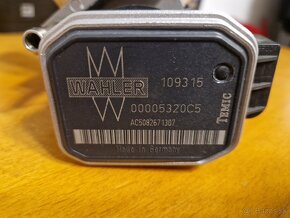 WAHLER
109315
00005320C5
AC5082671307
Made in Germany
TEMIC